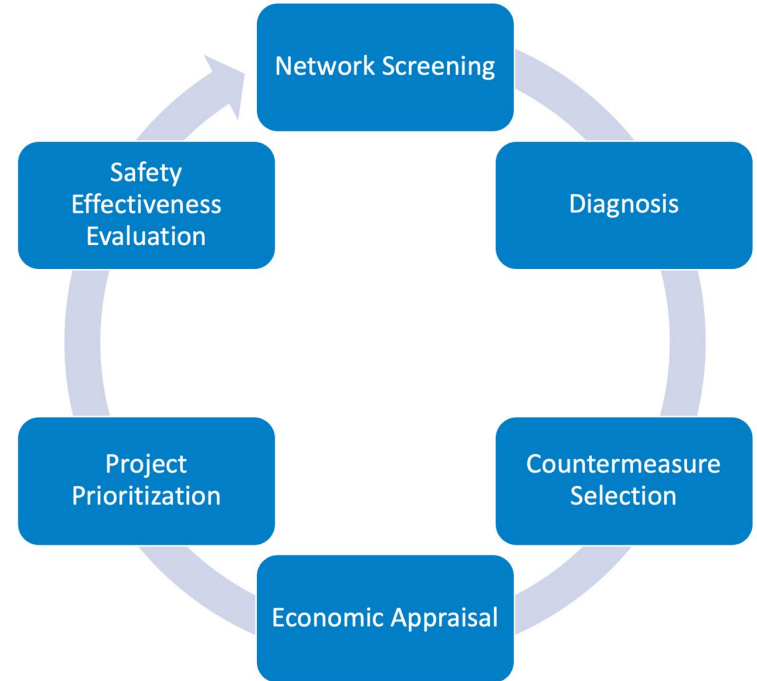 Network Screening
Diagnosis
Countermeasure
Selection
Economic Appraisal
Project
Prioritization
Safety
Effectiveness
Evaluation